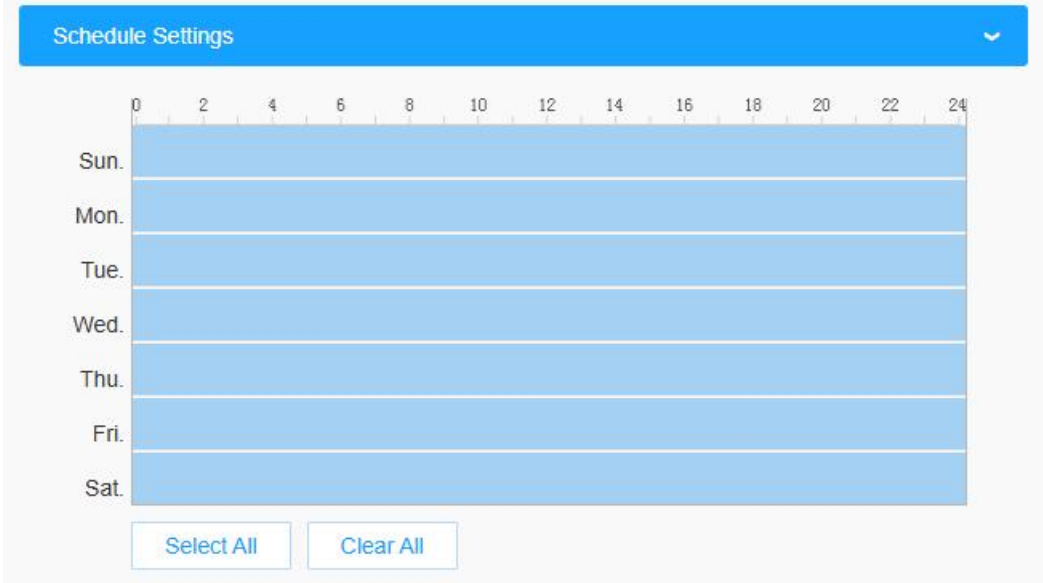 Schedule Settings
0 2 4 6 8 10 12 14 16 18 20 22 24
Sun.
Mon.
Tue.
Wed.
Thu.
Fri.
Sat.
Select All Clear All